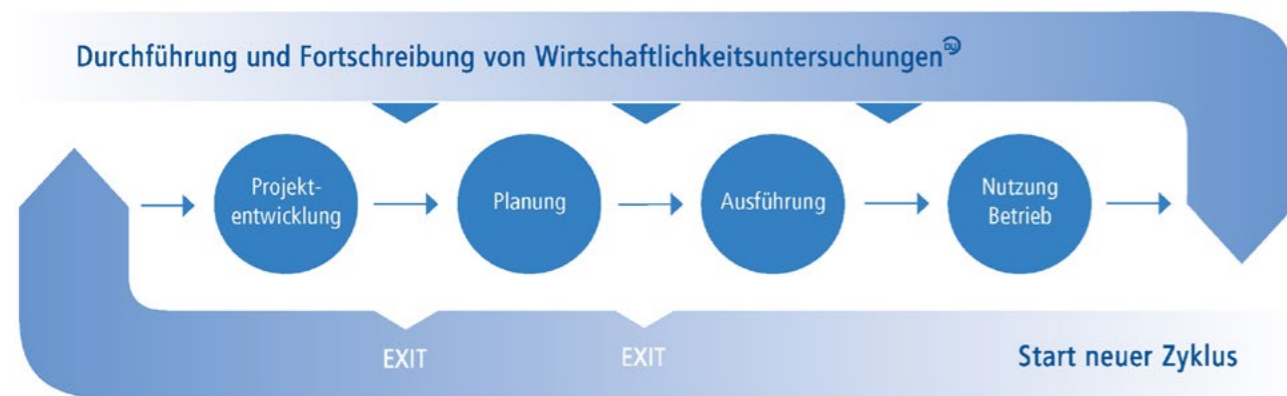 Durchführung und Fortschreibung von Wirtschaftlichkeitsuntersuchungen
Projekt-
entwicklung
Planung
Ausführung
Nutzung
Betrieb
EXIT
EXIT
Start neuer Zyklus